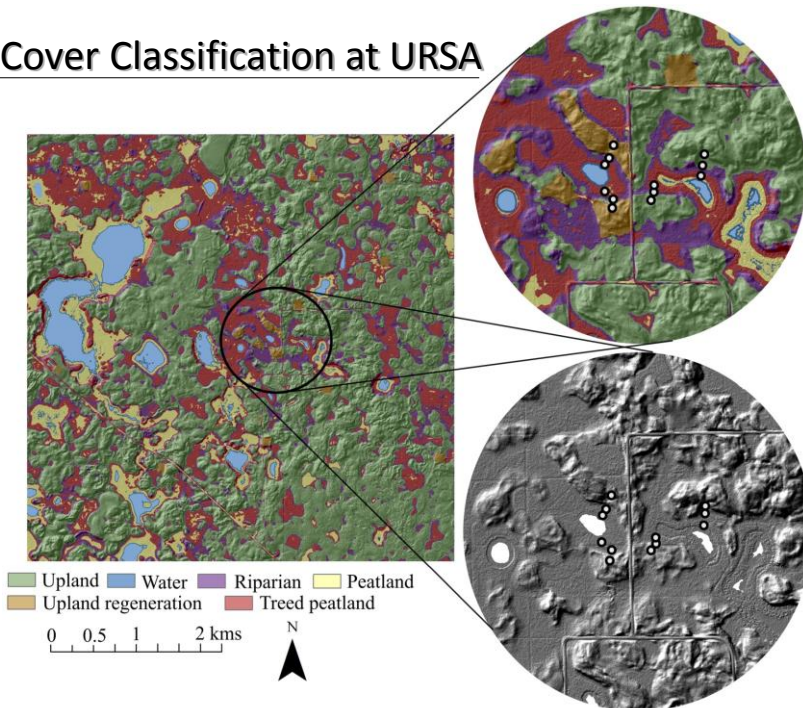 Cover Classification at URSA
Upland Water Riparian Peatland
Upland regeneration Treed peatland
0 0.5 1 2 kms
N